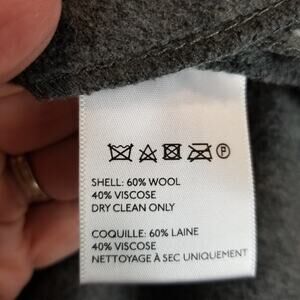 P
SHELL: 60% WOOL
40% VISCOSE
DRY CLEAN ONLY
COQUILLE: 60% LAINE
40% VISCOSE
NETTOYAGE À SEC UNIQUEMENT